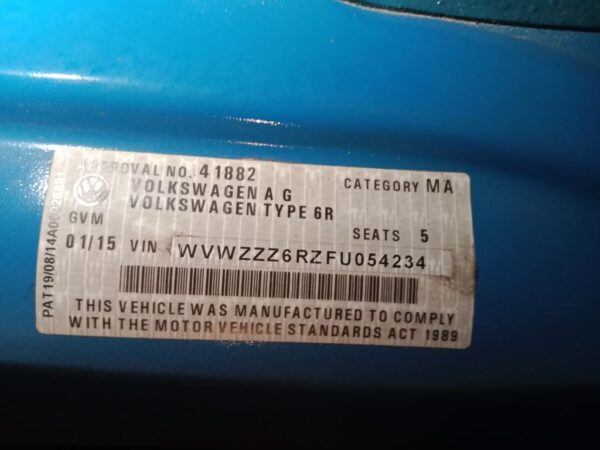 APPROVAL NO. 41882
CATEGORY MA
VOLKSWAGEN A G
VOLKSWAGEN TYPE 6R
GVM
SEATS 5
01/15 VIN WVWZZZ6RZFU054234
THIS VEHICLE WAS MANUFACTURED TO COMPLY
WITH THE MOTOR VEHICLE STANDARDS ACT 1989